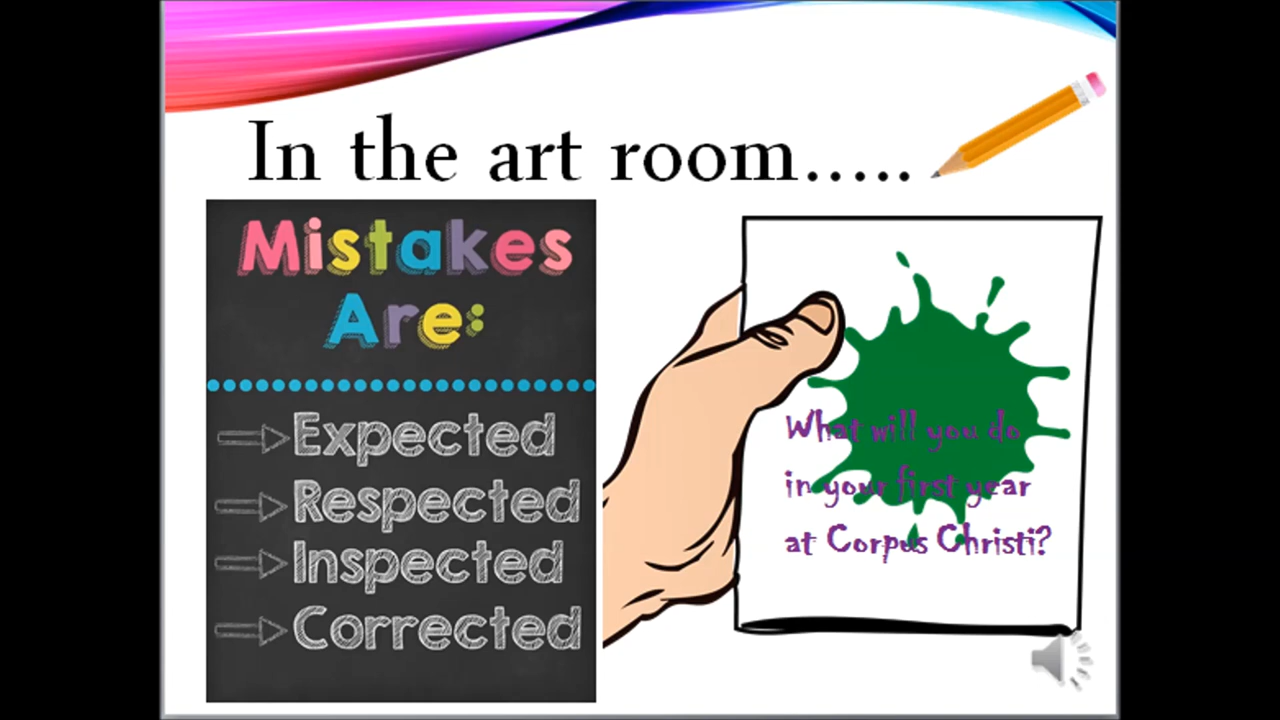 In the art room.....
Mistakes
Are:
Expected
Respected
Inspected
Corrected
What will you do
in your first year
at Corpus Christi?